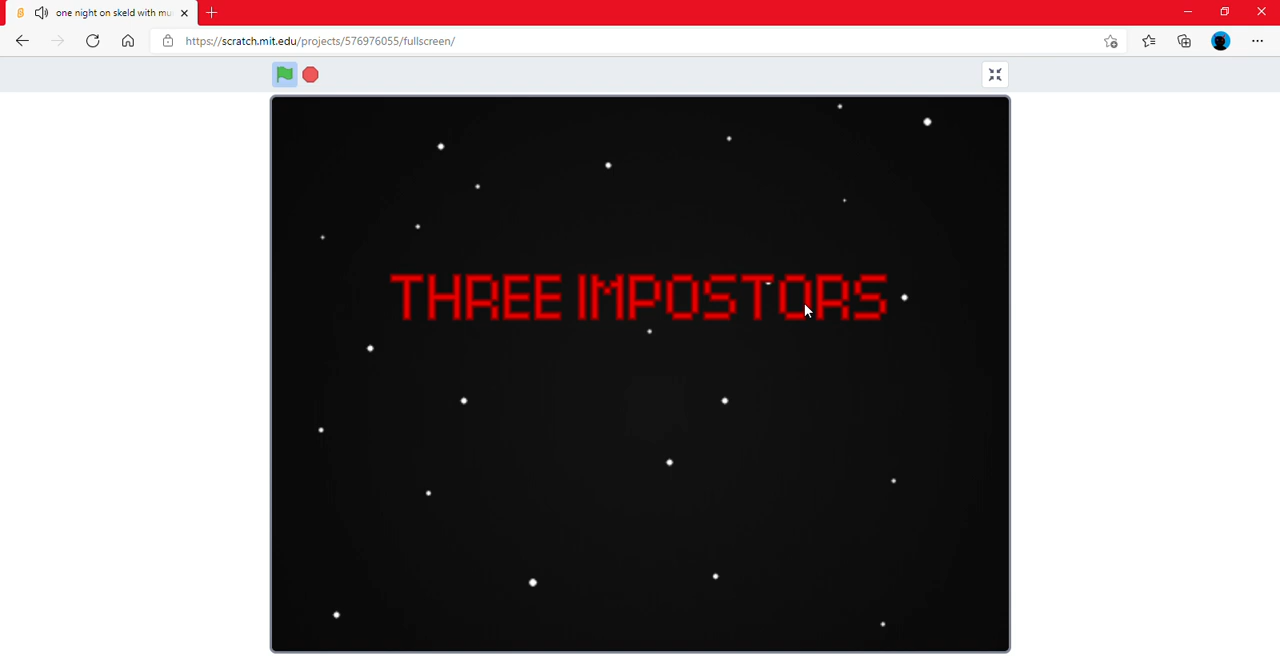 one night on skeld with mu
https://scratch.mit.edu/projects/576976055/fullscreen/
THREE IMPOSTORS